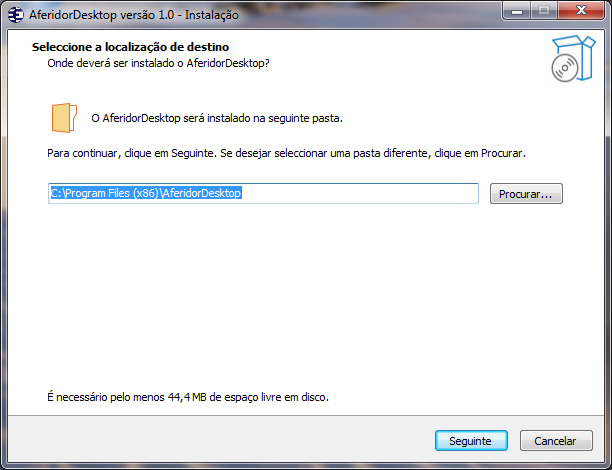 AferidorDesktop versão 1.0 - Instalação
Seleccione a localização de destino
Onde deverá ser instalado o AferidorDesktop?
O AferidorDesktop será instalado na seguinte pasta.
Para continuar, clique em Seguinte. Se desejar seleccionar uma pasta diferente, clique em Procurar.
C:\Program Files (x86)\AferidorDesktop
Procurar...
É necessário pelo menos 44,4 MB de espaço livre em disco.
Seguinte
Cancelar